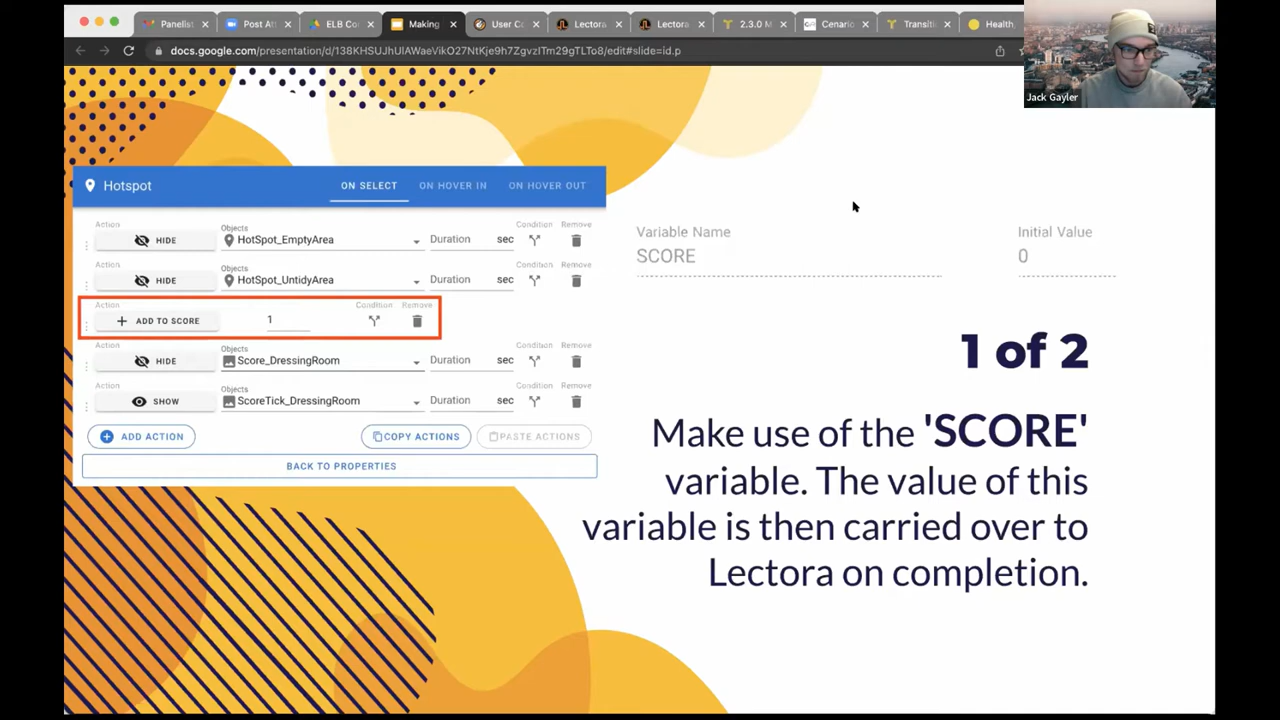 Panelist
Post Att
ELB Co
Making
User C
Lectora
Lectora
2.3.0 M
Cenario
Transiti
Health,
docs.google.com/presentation/d/138KHSUJhUlAWaeVikO27NtKje9h7ZgvzITm29gTLTo8/edit#slide=id.p
Jack Gayler
Hotspot ON SELECT ON HOVER IN ON HOVER OUT
Action Objects Condition Remove
HIDE HotSpot_EmptyArea Duration sec
Action Objects Condition Remove
HIDE HotSpot_UntidyArea Duration sec
Action Condition Remove
+ ADD TO SCORE 1
Action Objects Condition Remove
HIDE Score_DressingRoom Duration sec
Action Objects Condition Remove
SHOW ScoreTick_DressingRoom Duration sec
ADD ACTION COPY ACTIONS PASTE ACTIONS
BACK TO PROPERTIES
Variable Name Initial Value
SCORE 0
1 of 2
Make use of the 'SCORE'
variable. The value of this
variable is then carried over to
Lectora on completion.